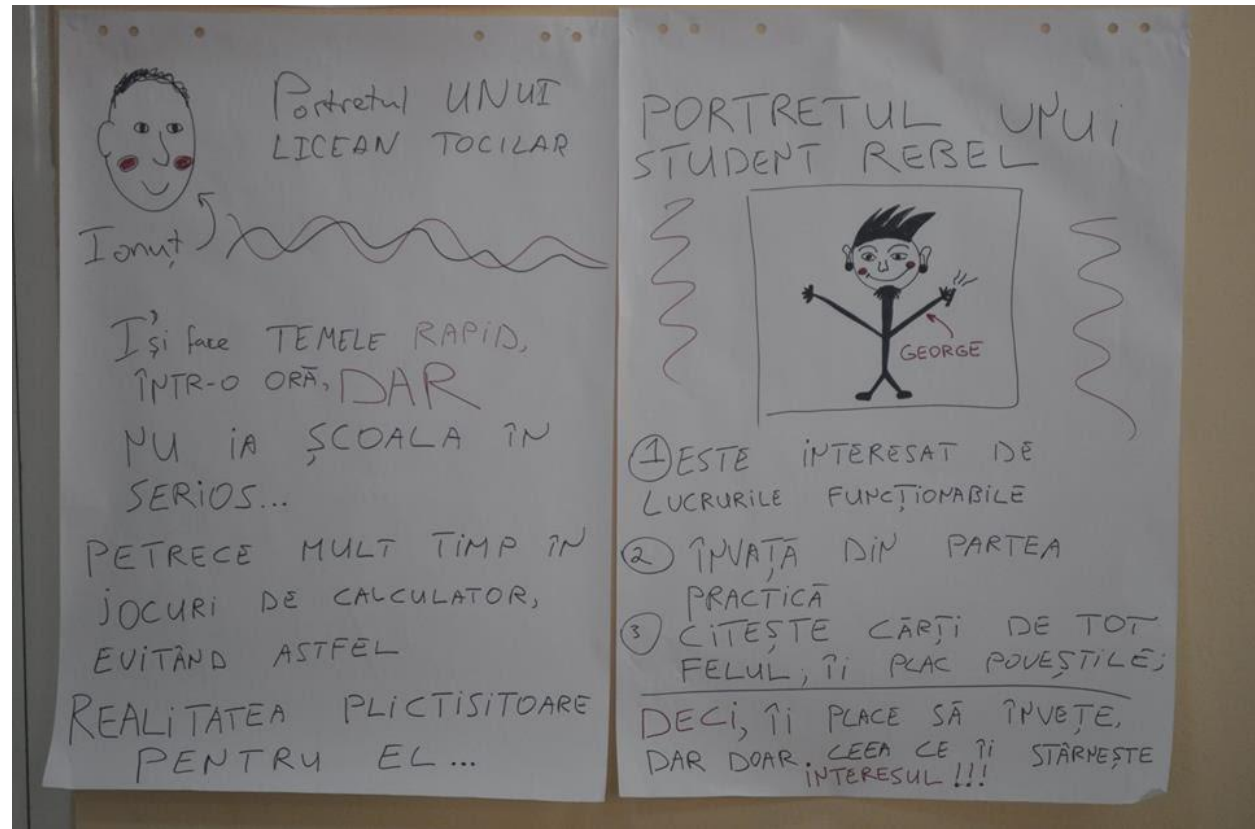 Portretul UNUI
LICEAN TOCILAR
Ionuț
Își face TEMELE RAPID,
ÎNTR-O ORĂ, DAR
NU IA ȘCOALA ÎN
SERIOS...
PETRECE MULT TIMP ÎN
JOCURI DE CALCULATOR,
EVITÂND ASTFEL
REALITATEA PLICTISITOARE
PENTRU EL...
PORTRETUL UNUI
STUDENT REBEL
GEORGE
1 ESTE INTERESAT DE
LUCRURILE FUNCȚIONABILE
2 ÎNVAȚĂ DIN PARTEA
PRACTICĂ
3 CITEȘTE CĂRȚI DE TOT
FELUL, ÎI PLAC POVEȘTILE;
DECI, ÎI PLACE SĂ ÎNVEȚE,
DAR DOAR CEEA CE ÎI STÂRNEȘTE
INTERESUL !!!